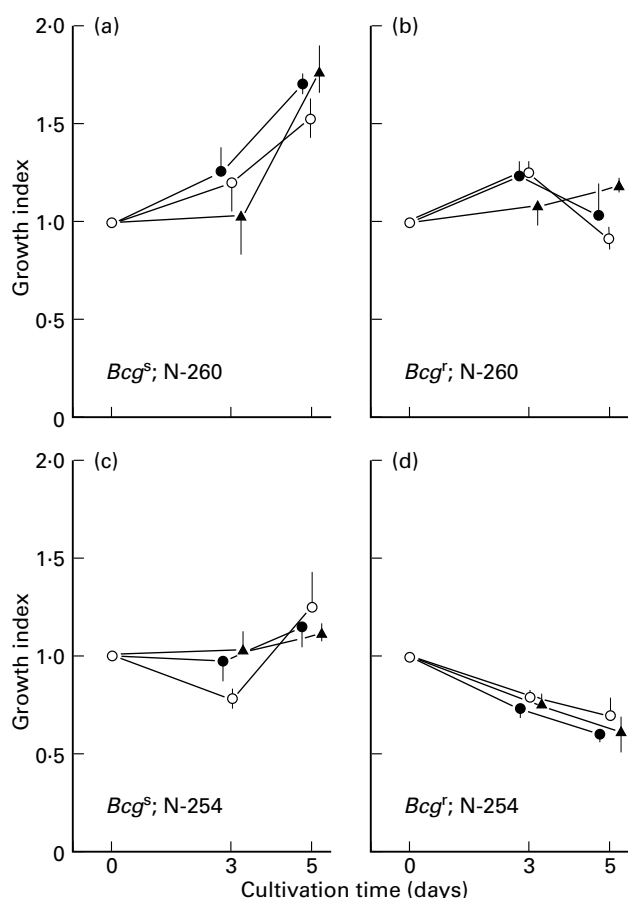 (a)
2·0
1·5
1·0
0·5
0
Growth index
Bcgˢ; N-260
(b)
Bcgʳ; N-260
(c)
2·0
1·5
1·0
0·5
0
Growth index
Bcgˢ; N-254
0 3 5
(d)
Bcgʳ; N-254
0 3 5
Cultivation time (days)